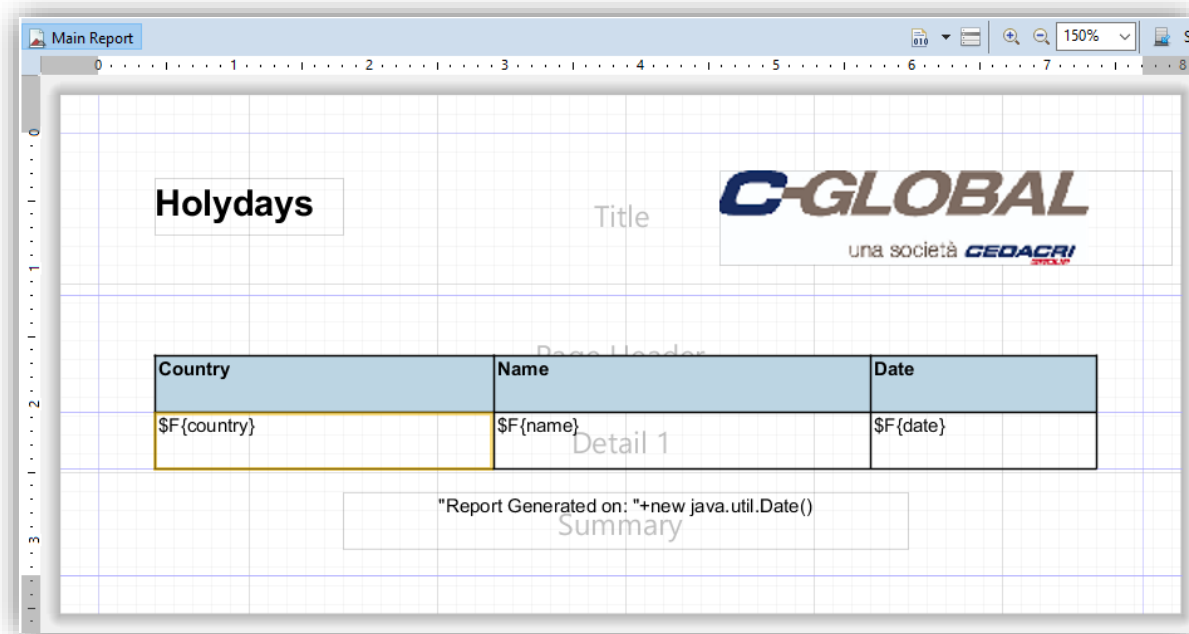 Main Report
150%
S
0 1 2 3 4 5 6 7 8
0
1
2
3
Holydays
Title
C-GLOBAL
una società CEDACRI
GROUP
Page Header
Country Name Date
$F{country} $F{name} $F{date}
Detail 1
"Report Generated on: "+new java.util.Date()
Summary